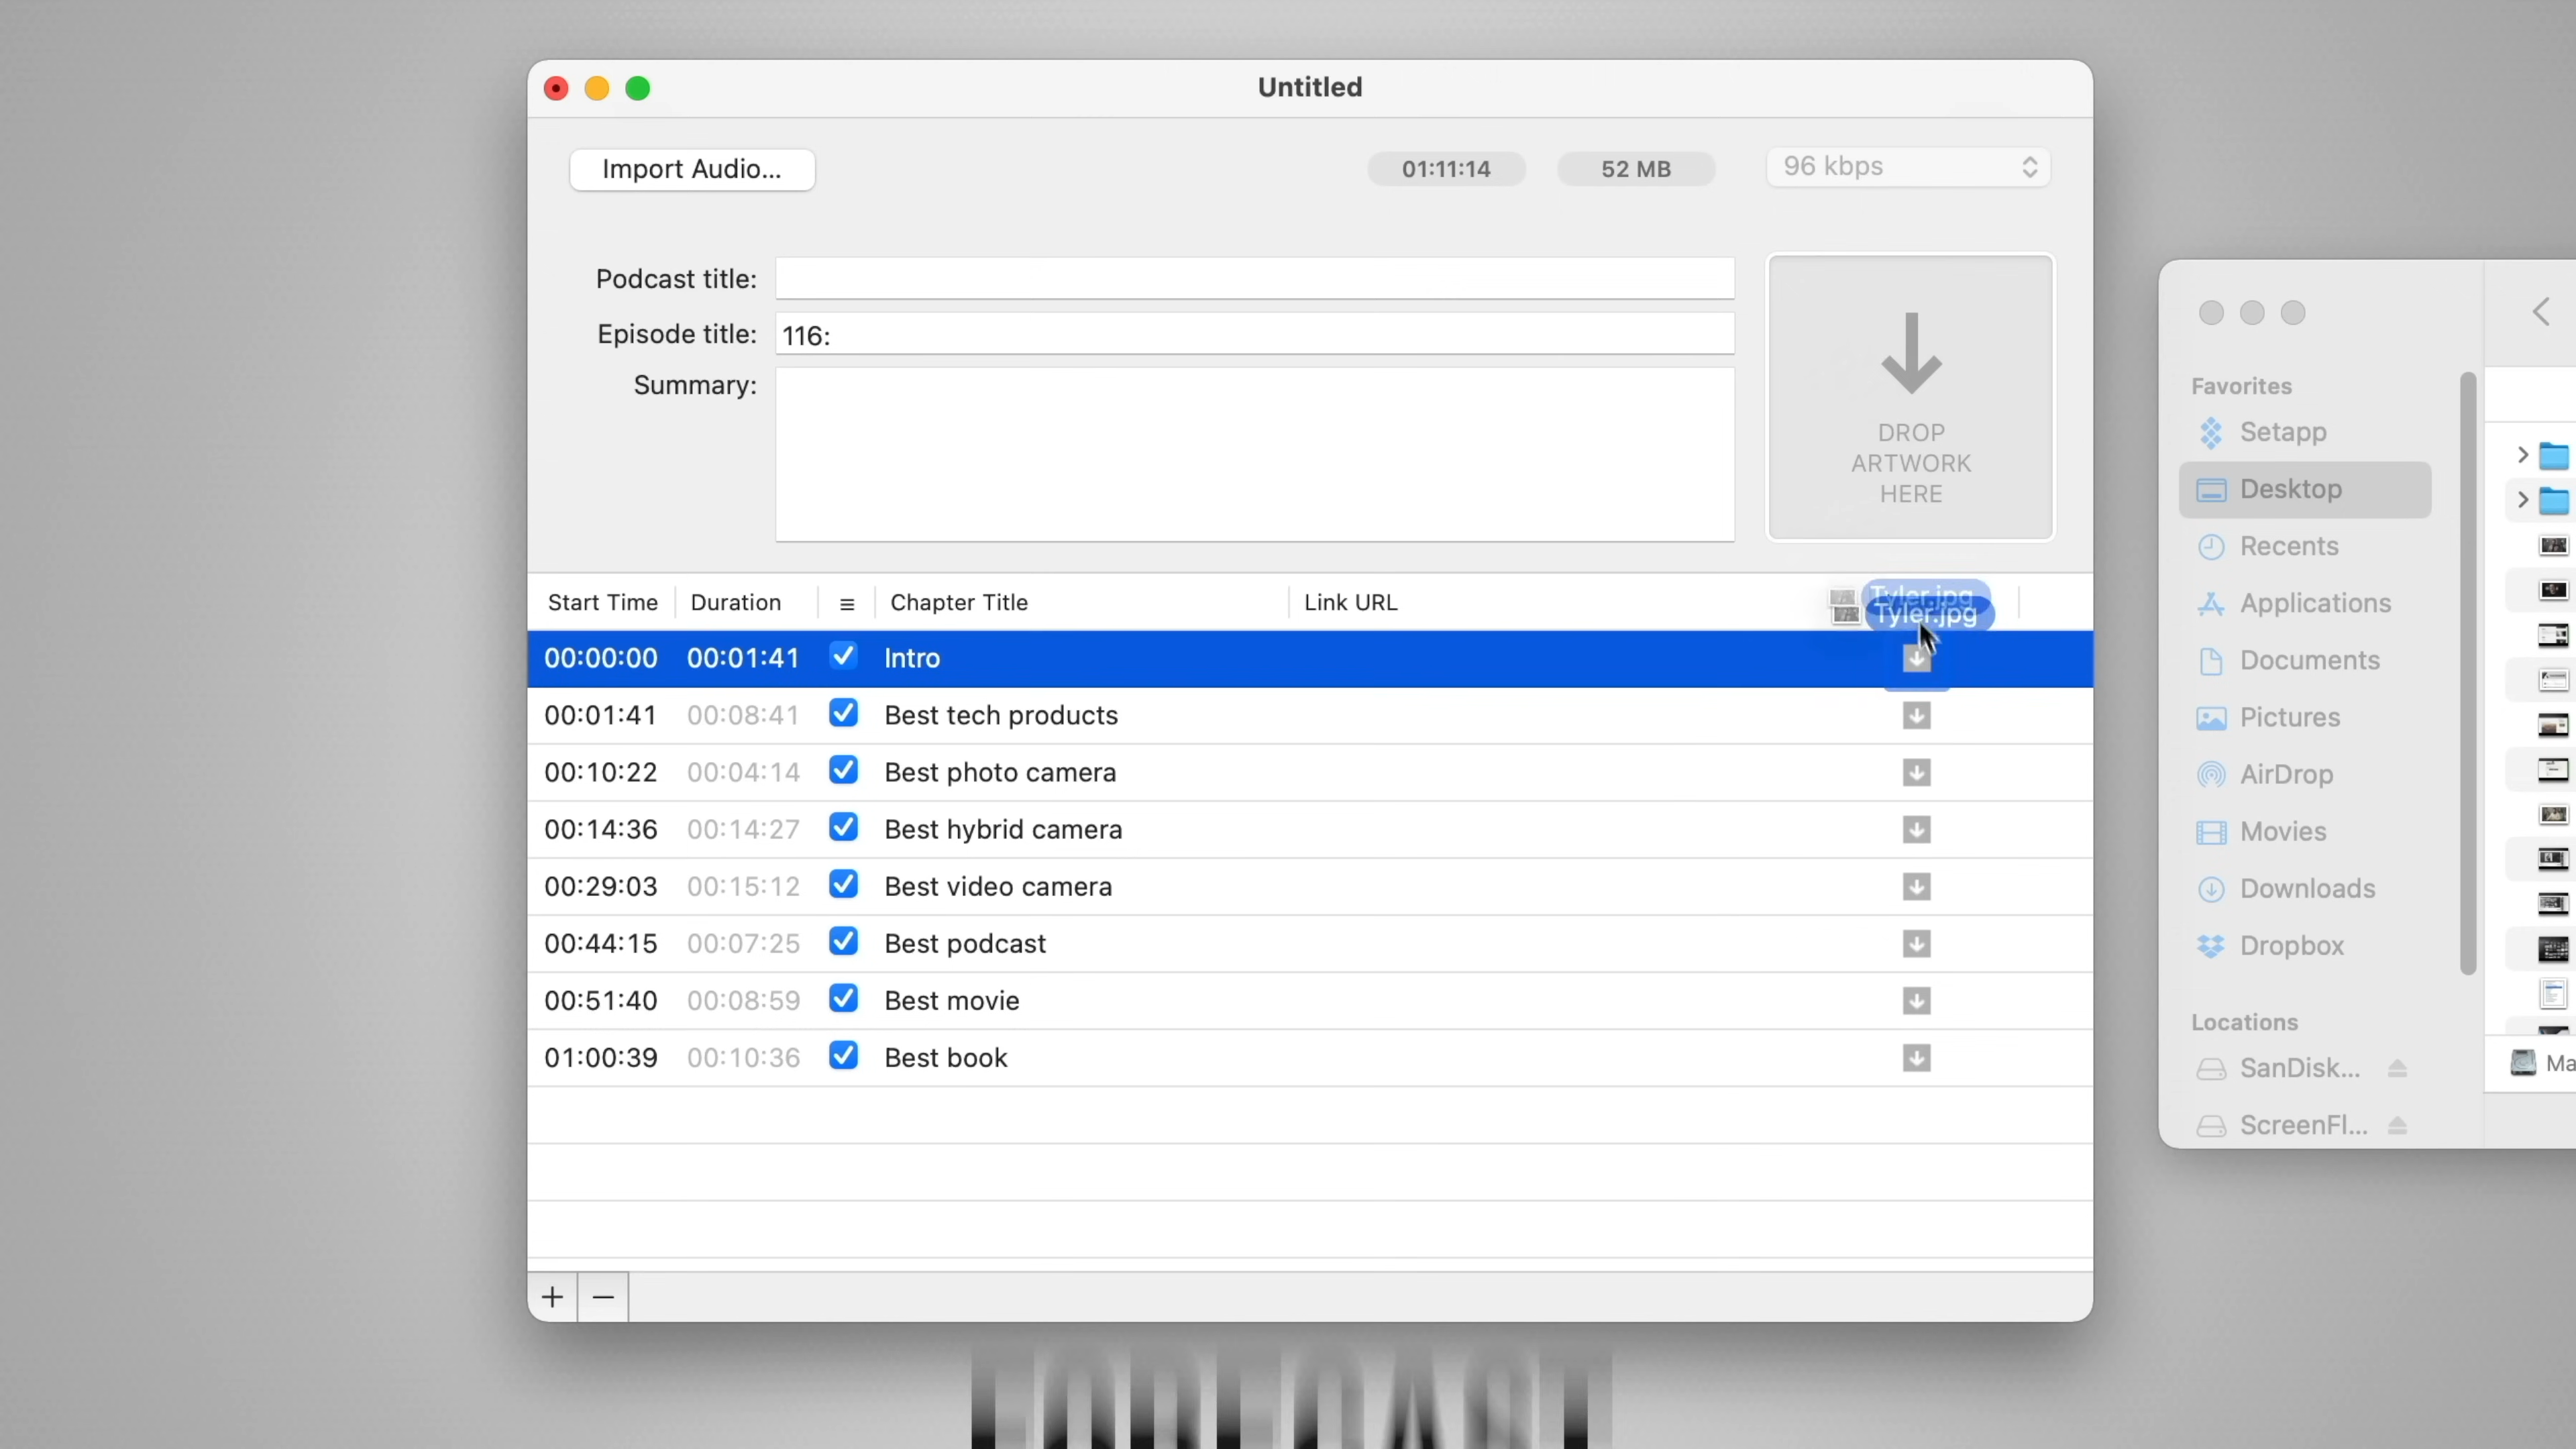 Untitled
Import Audio...
01:11:14
52 MB
96 kbps
Podcast title:
Episode title: 116:
Summary:
DROP
ARTWORK
HERE
Start Time Duration Chapter Title Link URL
Tyler.jpg
Tyler.jpg
00:00:00 00:01:41 Intro
00:01:41 00:08:41 Best tech products
00:10:22 00:04:14 Best photo camera
00:14:36 00:14:27 Best hybrid camera
00:29:03 00:15:12 Best video camera
00:44:15 00:07:25 Best podcast
00:51:40 00:08:59 Best movie
01:00:39 00:10:36 Best book
Favorites
Setapp
Desktop
Recents
Applications
Documents
Pictures
AirDrop
Movies
Downloads
Dropbox
Locations
SanDisk...
ScreenFl...
Ma